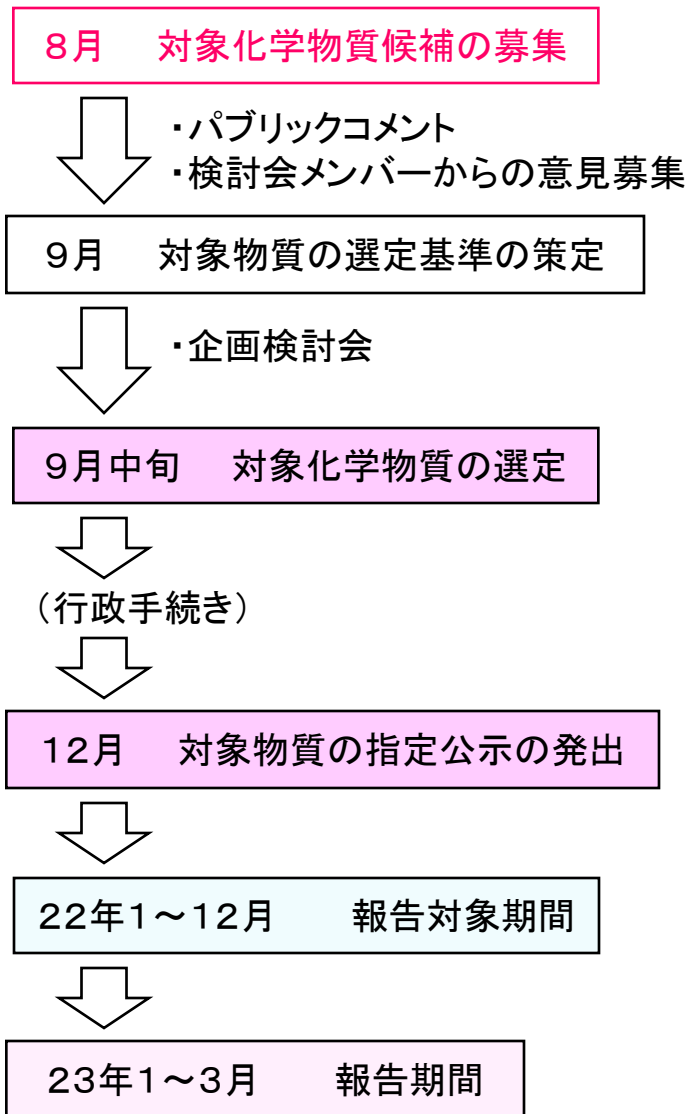 ８月　対象化学物質候補の募集
・パブリックコメント
・検討会メンバーからの意見募集
９月　対象物質の選定基準の策定
・企画検討会
９月中旬　対象化学物質の選定
（行政手続き）
１２月　対象物質の指定公示の発出
２２年１～１２月　報告対象期間
２３年１～３月　報告期間